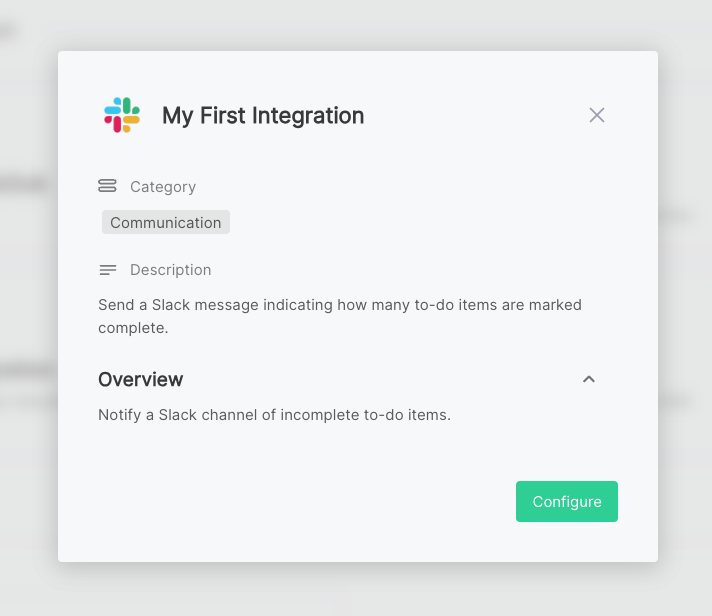 My First Integration
Category
Communication
Description
Send a Slack message indicating how many to-do items are marked
complete.
Overview
Notify a Slack channel of incomplete to-do items.
Configure